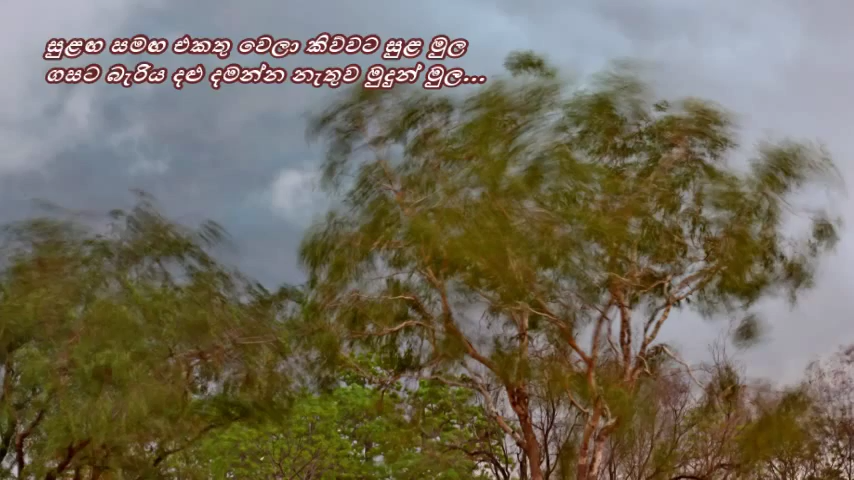 සුළඟ සමඟ එකතු වෙලා කිව්වට සුළ මුල
ගසට බැරිය දළු දමන්න නැතුව මුදුන් මුල...